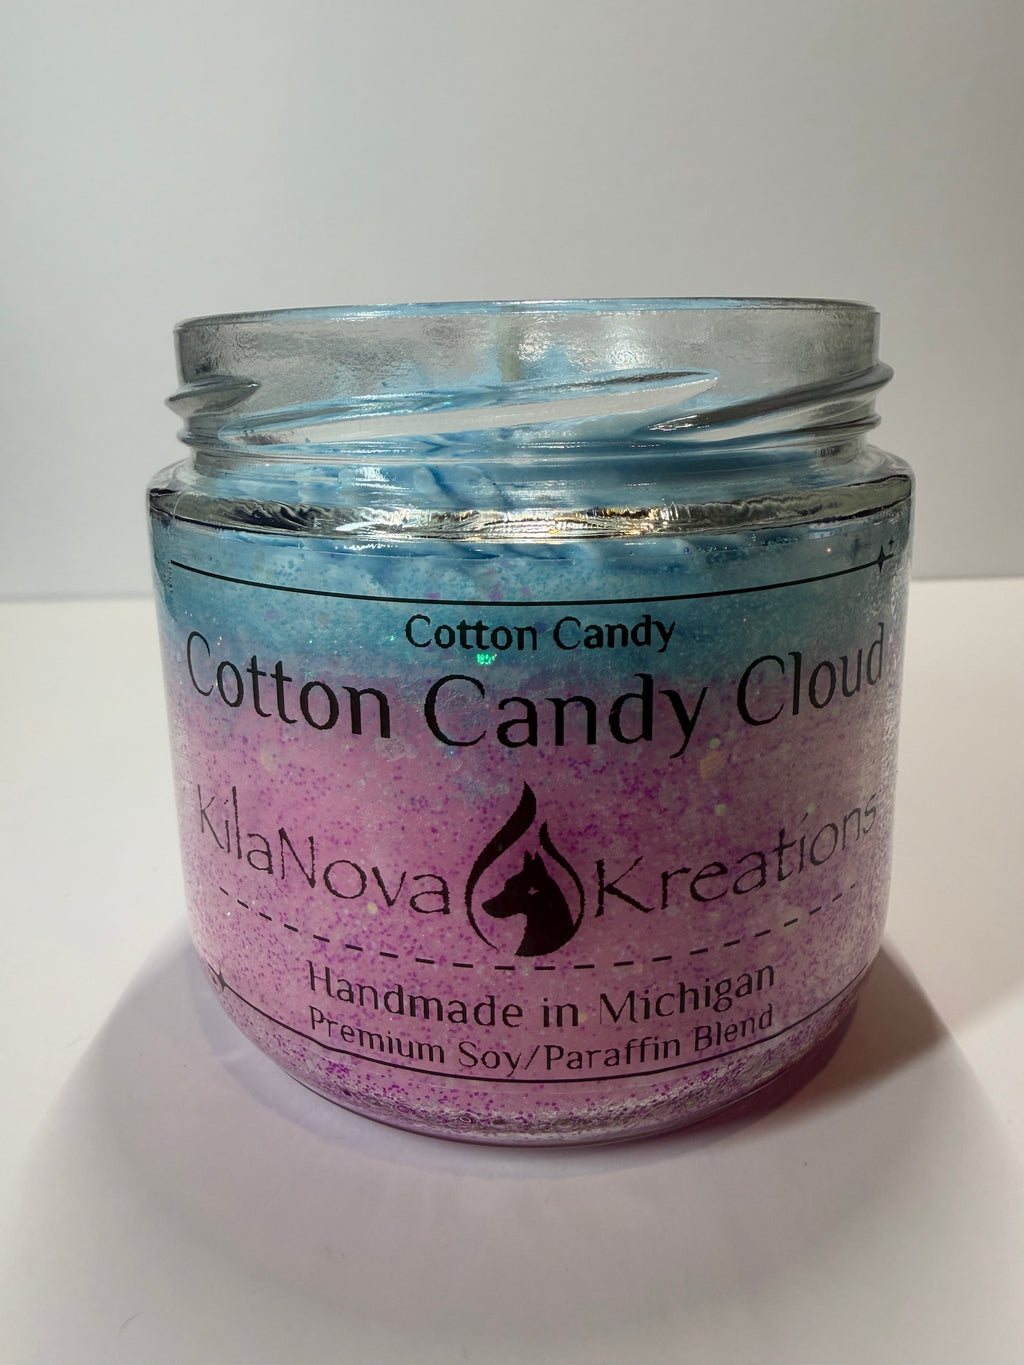 Cotton Candy
Cotton Candy Cloud
KilaNova Kreations
Handmade in Michigan
Premium Soy/Paraffin Blend